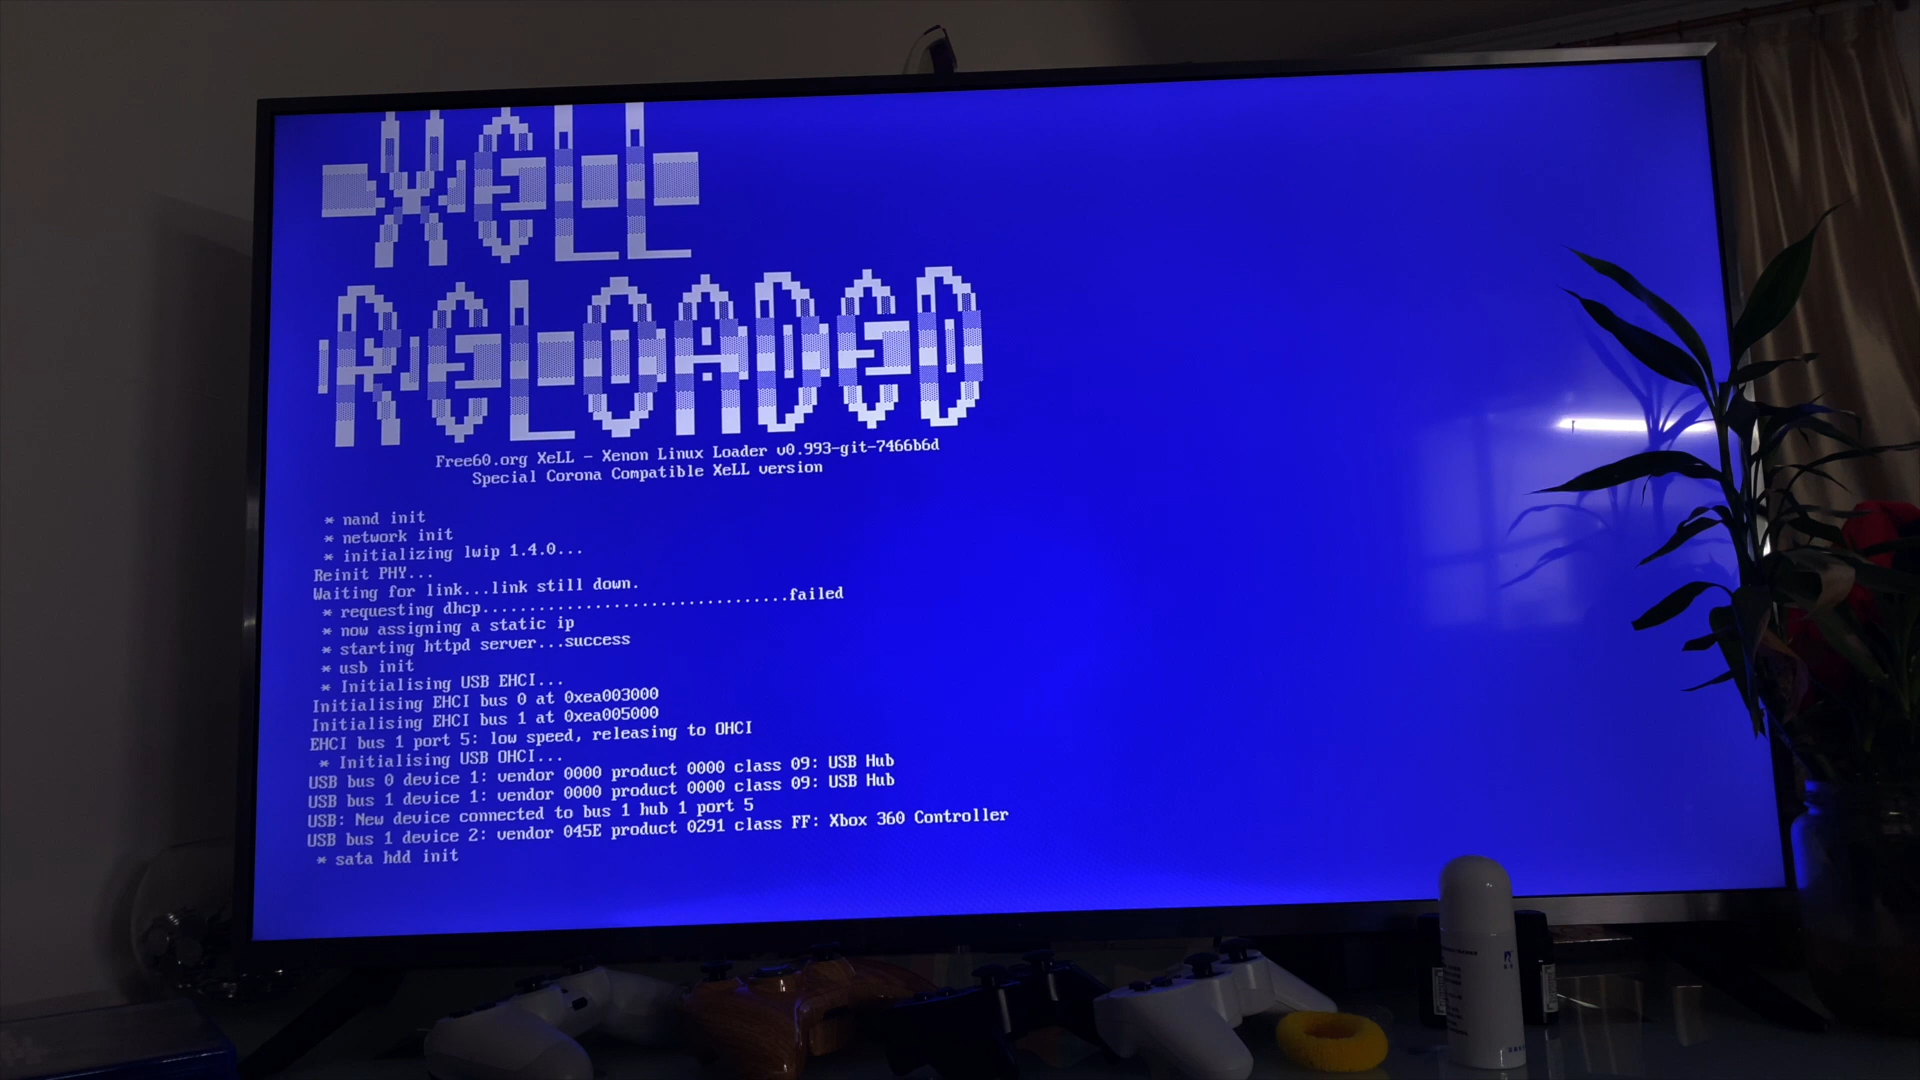 XeLL
ReLOADeD
Free60.org XeLL - Xenon Linux Loader v0.993-git-7466b6d
Special Corona Compatible XeLL version
* nand init
* network init
* initializing lwip 1.4.0...
Reinit PHY...
Waiting for link...link still down.
* requesting dhcp.................................failed
* now assigning a static ip
* starting httpd server...success
* usb init
* Initialising USB EHCI...
Initialising EHCI bus 0 at 0xea003000
Initialising EHCI bus 1 at 0xea005000
EHCI bus 1 port 5: low speed, releasing to OHCI
* Initialising USB OHCI...
USB bus 0 device 1: vendor 0000 product 0000 class 09: USB Hub
USB bus 1 device 1: vendor 0000 product 0000 class 09: USB Hub
USB: New device connected to bus 1 hub 1 port 5
USB bus 1 device 2: vendor 045E product 0291 class FF: Xbox 360 Controller
* sata hdd init